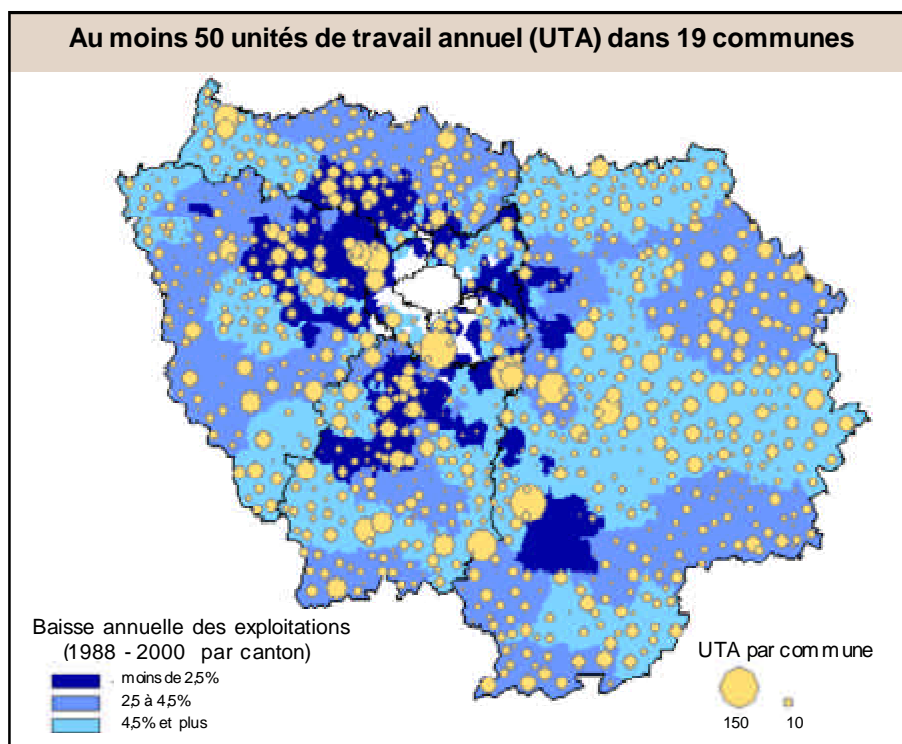 Au moins 50 unités de travail annuel (UTA) dans 19 communes
Baisse annuelle des exploitations
(1988 - 2000 par canton)
moins de 2,5%
2,5 à 4,5%
4,5% et plus
UTA par commune
150 10